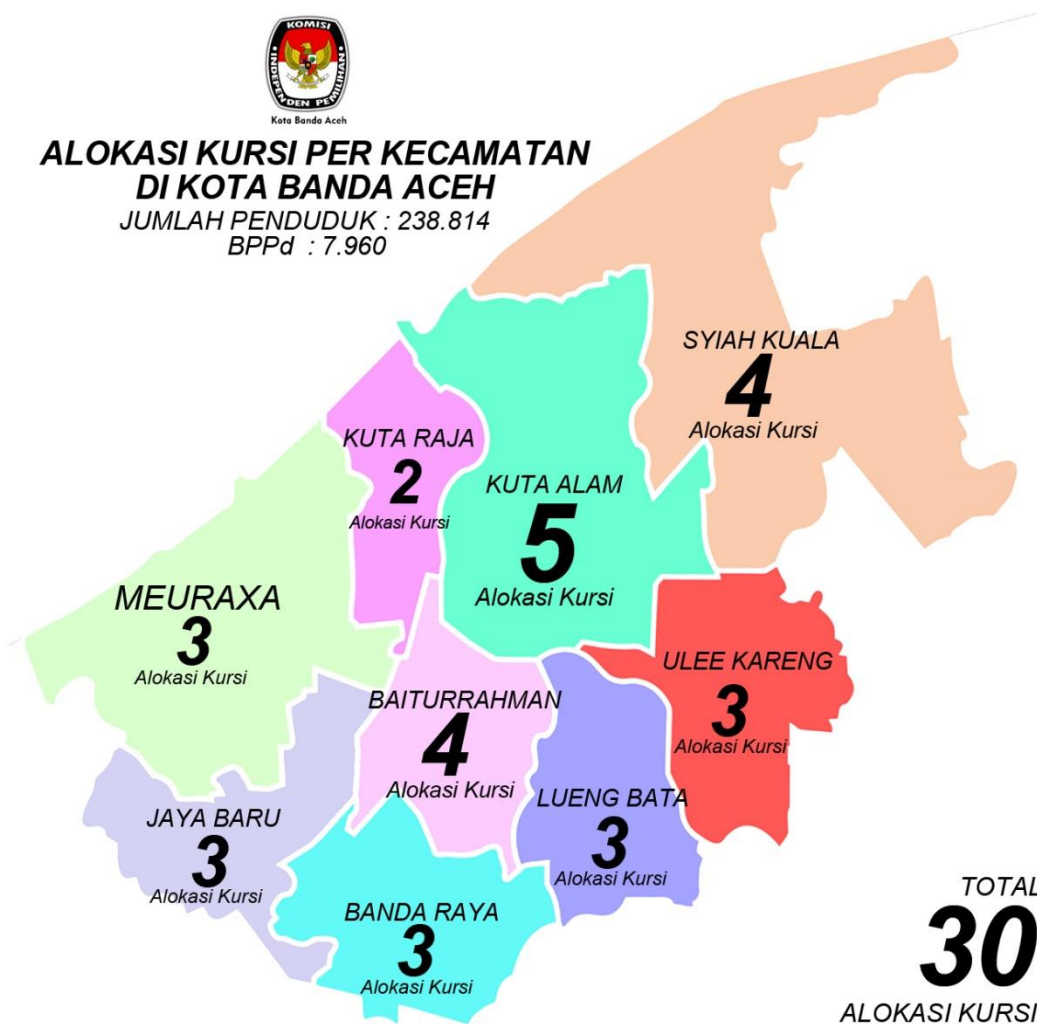 KOMISI
INDEPENDEN PEMILIHAN
Kota Banda Aceh
ALOKASI KURSI PER KECAMATAN
DI KOTA BANDA ACEH
JUMLAH PENDUDUK : 238.814
BPPd : 7.960
SYIAH KUALA
4
Alokasi Kursi
KUTA RAJA
2
Alokasi Kursi
KUTA ALAM
5
Alokasi Kursi
MEURAXA
3
Alokasi Kursi
ULEE KARENG
3
Alokasi Kursi
BAITURRAHMAN
4
Alokasi Kursi
LUENG BATA
3
Alokasi Kursi
JAYA BARU
3
Alokasi Kursi
BANDA RAYA
3
Alokasi Kursi
TOTAL
30
ALOKASI KURSI